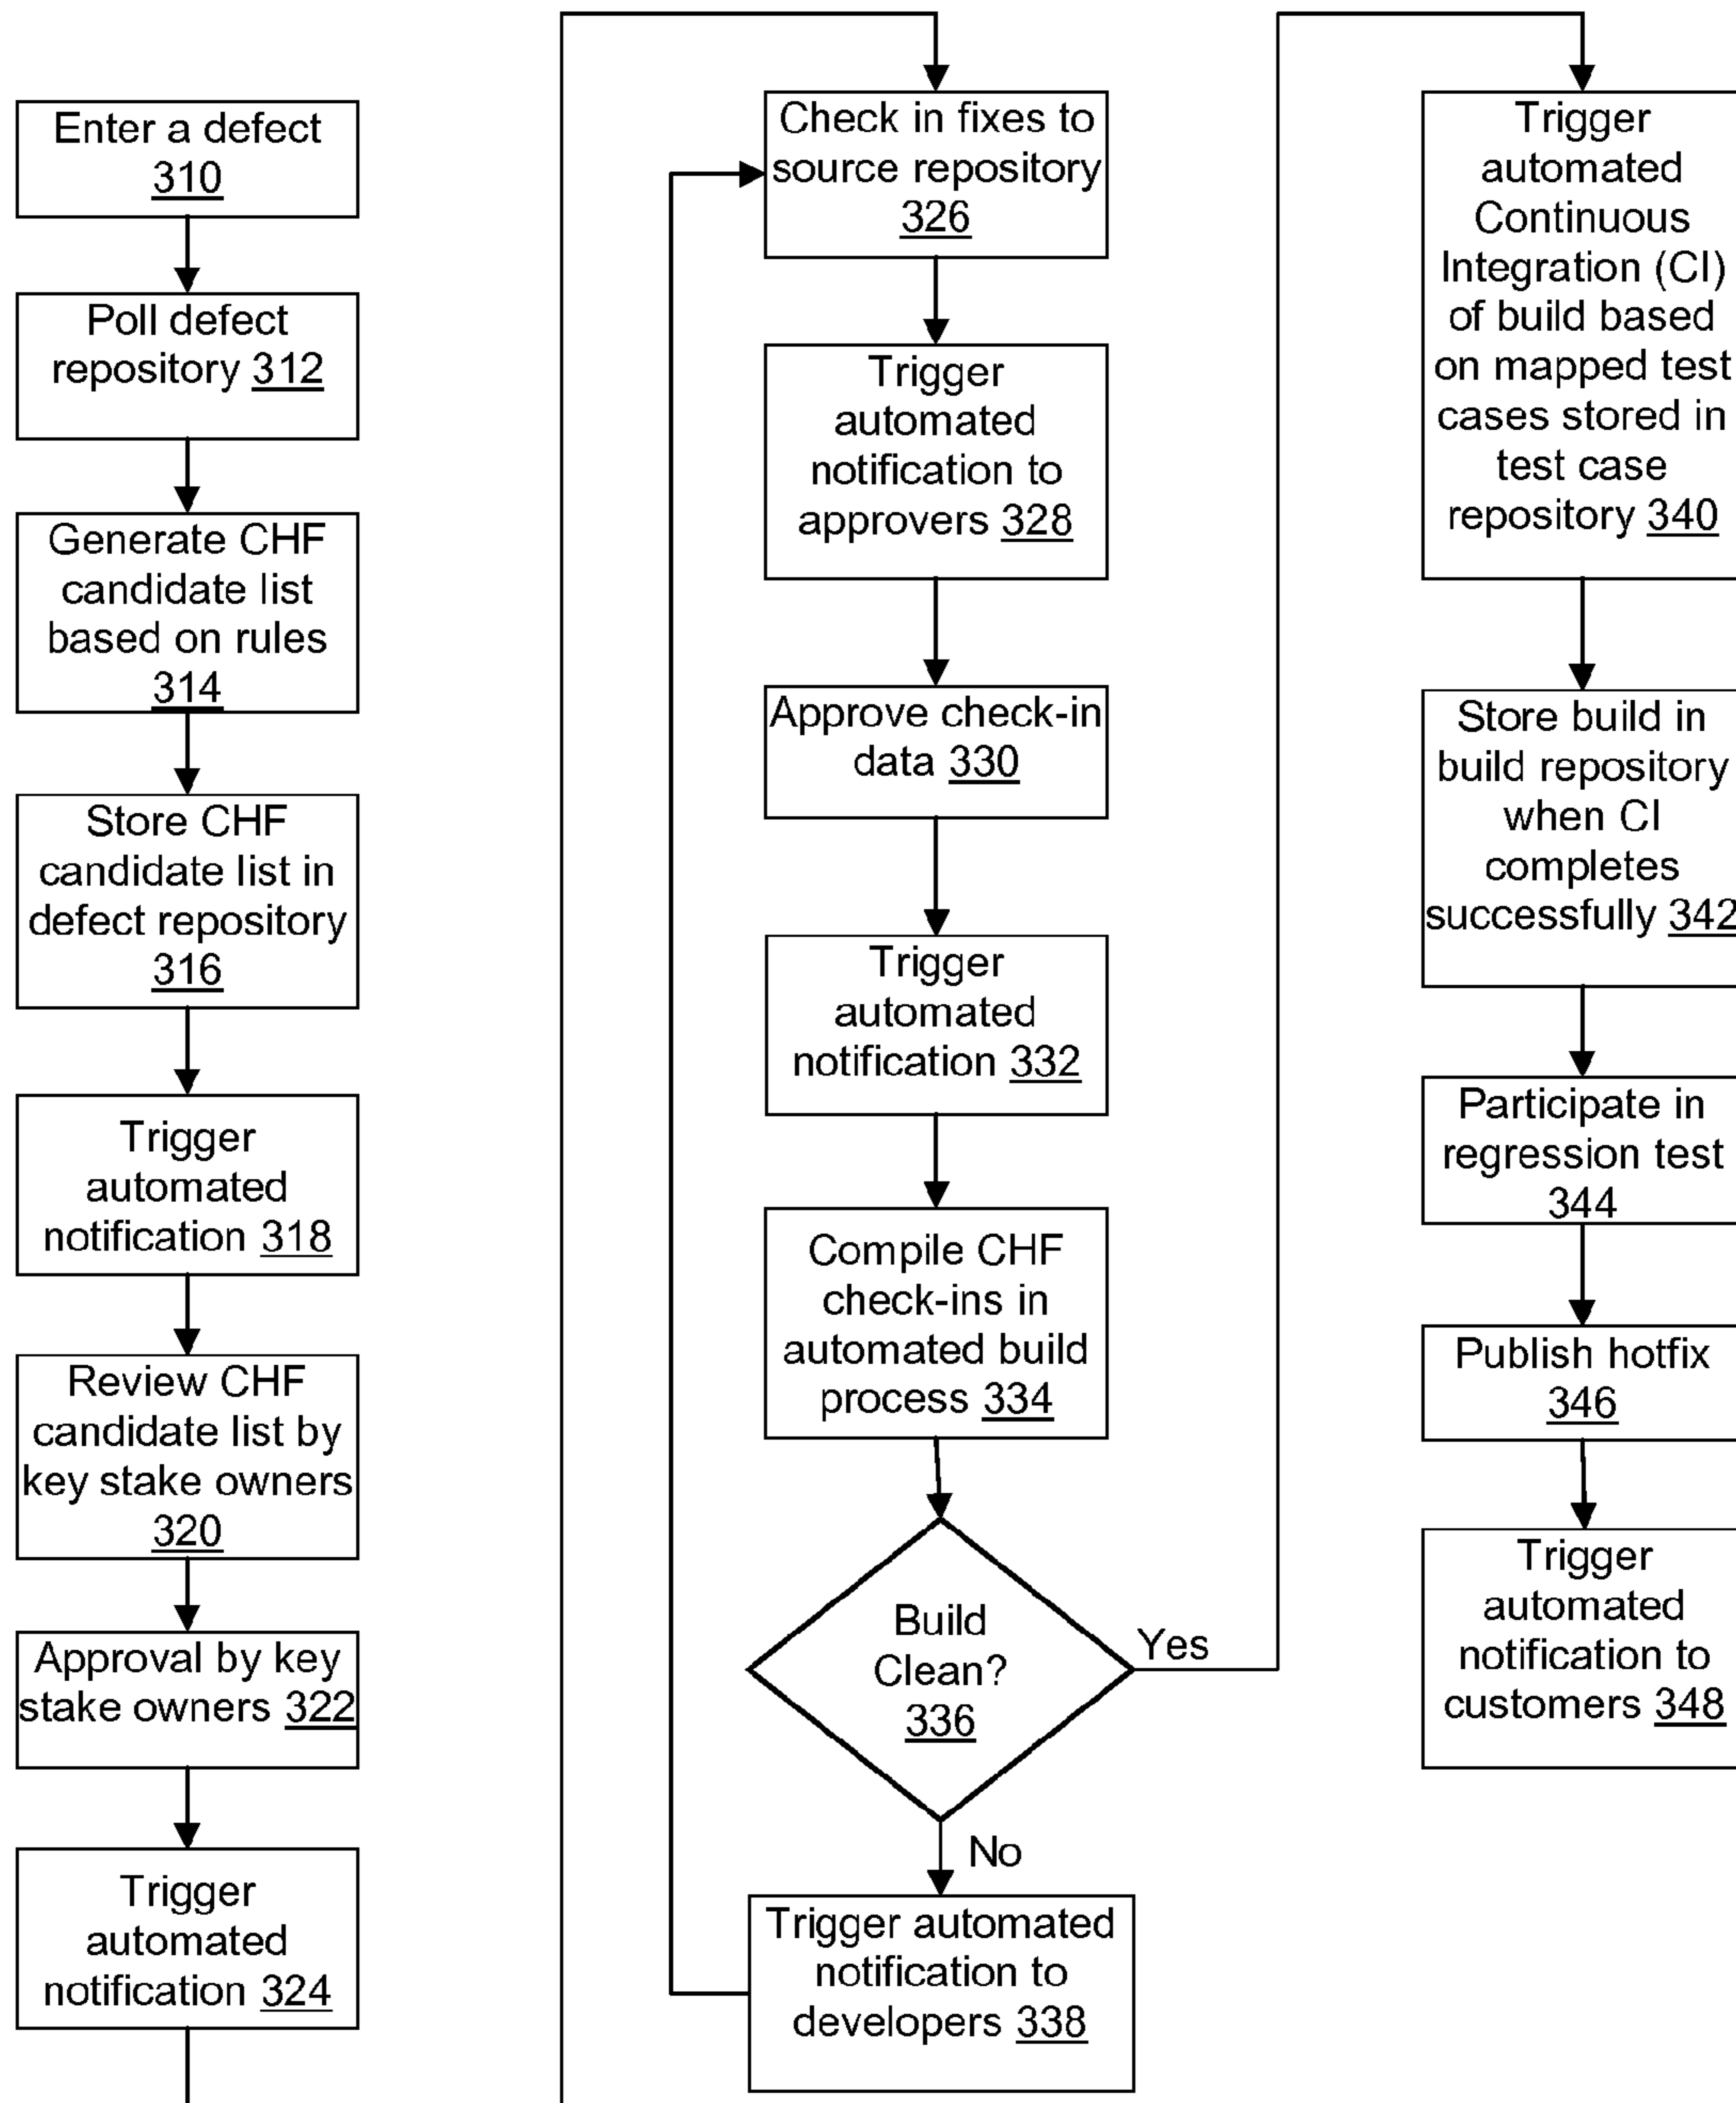 Enter a defect
310
Poll defect
repository 312
Generate CHF
candidate list
based on rules
314
Store CHF
candidate list in
defect repository
316
Trigger
automated
notification 318
Review CHF
candidate list by
key stake owners
320
Approval by key
stake owners 322
Trigger
automated
notification 324
Check in fixes to
source repository
326
Trigger
automated
notification to
approvers 328
Approve check-in
data 330
Trigger
automated
notification 332
Compile CHF
check-ins in
automated build
process 334
Build
Clean?
336
Yes
No
Trigger automated
notification to
developers 338
Trigger
automated
Continuous
Integration (CI)
of build based
on mapped test
cases stored in
test case
repository 340
Store build in
build repository
when CI
completes
successfully 342
Participate in
regression test
344
Publish hotfix
346
Trigger
automated
notification to
customers 348